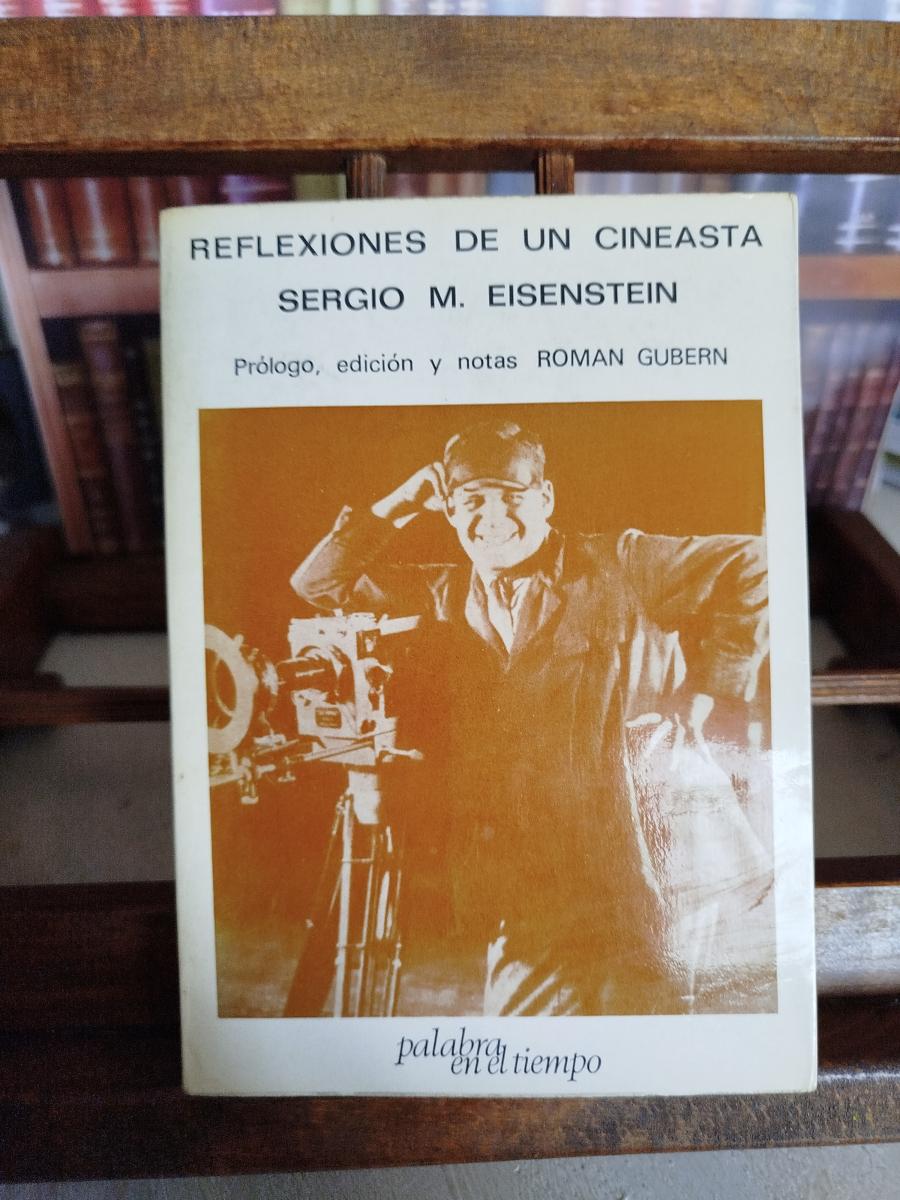 REFLEXIONES DE UN CINEASTA
SERGIO M. EISENSTEIN
Prólogo, edición y notas ROMAN GUBERN
palabra
en el tiempo